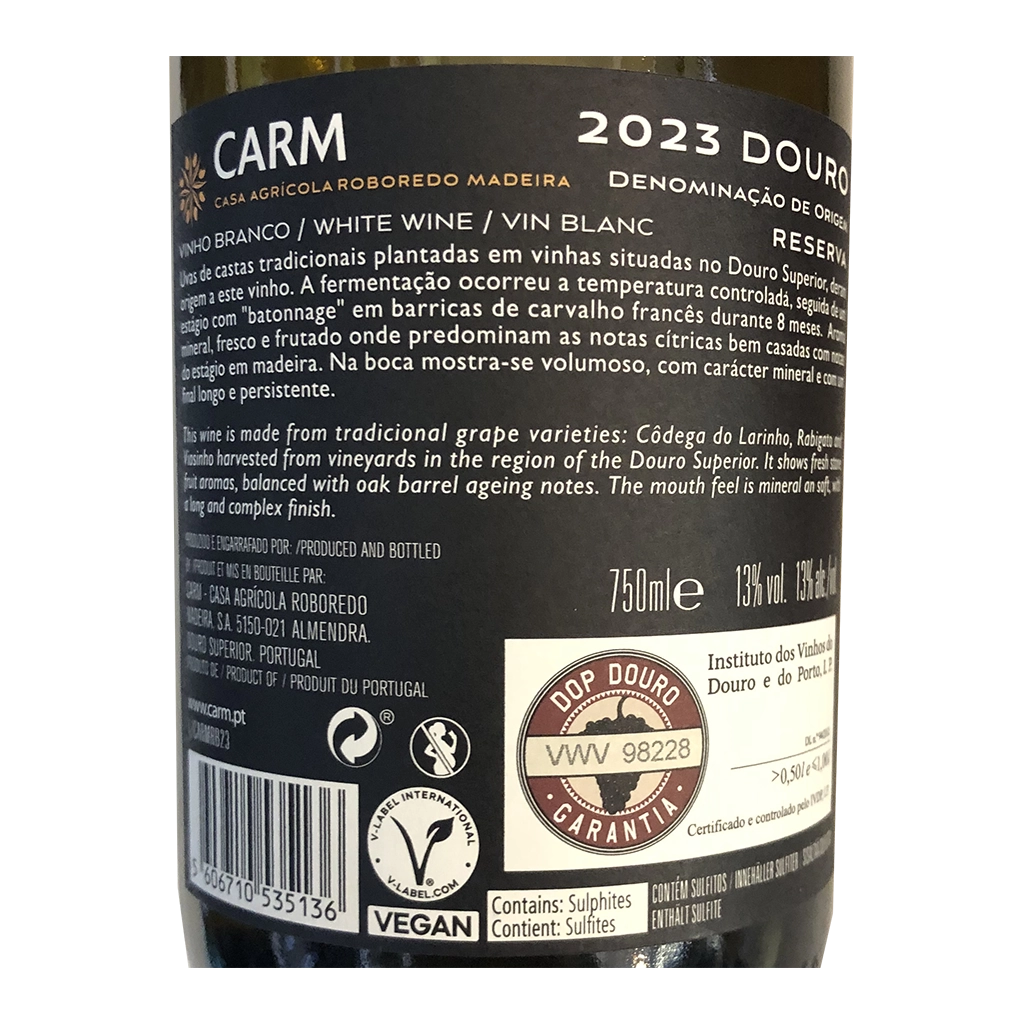 CARM
CASA AGRÍCOLA ROBOREDO MADEIRA
2023 DOURO
DENOMINAÇÃO DE ORIGEM
RESERVA
VINHO BRANCO / WHITE WINE / VIN BLANC
Uvas de castas tradicionais plantadas em vinhas situadas no Douro Superior, deram
origem a este vinho. A fermentação ocorreu a temperatura controlada, seguida de um
estágio com "batonnage" em barricas de carvalho francês durante 8 meses. Aroma
mineral, fresco e frutado onde predominam as notas cítricas bem casadas com notas
do estágio em madeira. Na boca mostra-se volumoso, com carácter mineral e com um
final longo e persistente.
This wine is made from tradicional grape varieties: Côdega do Larinho, Rabigato and
Viosinho harvested from vineyards in the region of the Douro Superior. It shows fresh stone
fruit aromas, balanced with oak barrel ageing notes. The mouth feel is mineral an soft, with
a long and complex finish.
PRODUZIDO E ENGARRAFADO POR: /PRODUCED AND BOTTLED
BY /PRODUIT ET MIS EN BOUTEILLE PAR:
CARM - CASA AGRÍCOLA ROBOREDO
MADEIRA, S.A. 5150-021 ALMENDRA.
DOURO SUPERIOR. PORTUGAL
PRODUTO DE / PRODUCT OF / PRODUIT DU PORTUGAL
www.carm.pt
750ml e 13% vol. 13% alc./vol.
DOP DOURO
VWV 98228
GARANTIA
Instituto dos Vinhos do
Douro e do Porto, I. P.
>0,50l e
Certificado e controlado pelo IVDP, I.P.
5 606710 535136
V-LABEL INTERNATIONAL
V-LABEL.COM
VEGAN
Contains: Sulphites
Contient: Sulfites
CONTÉM SULFITOS / INNEHÅLLER SULFITER
ENTHÄLT SULFITE